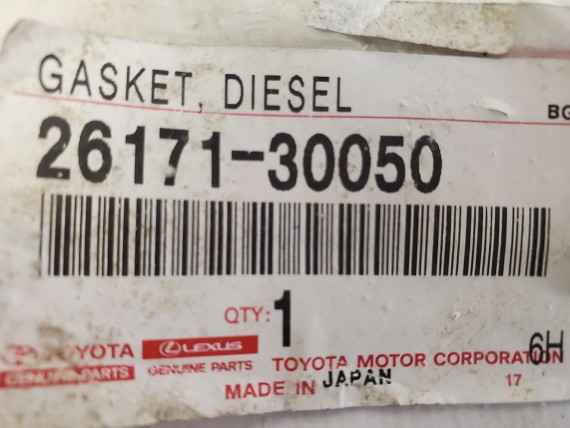 GASKET, DIESEL
BG
26171-30050
QTY: 1
TOYOTA LEXUS 6H
GENUINE PARTS GENUINE PARTS TOYOTA MOTOR CORPORATION
MADE IN JAPAN 17